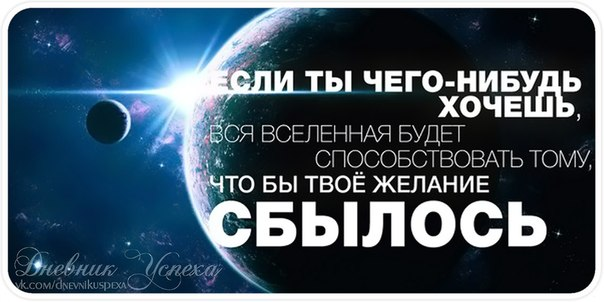 ЕСЛИ ТЫ ЧЕГО-НИБУДЬ
ХОЧЕШЬ,
ВСЯ ВСЕЛЕННАЯ БУДЕТ
СПОСОБСТВОВАТЬ ТОМУ,
ЧТО БЫ ТВОЁ ЖЕЛАНИЕ
СБЫЛОСЬ
Дневник Успеха
vk.com/dnevnikuspexa